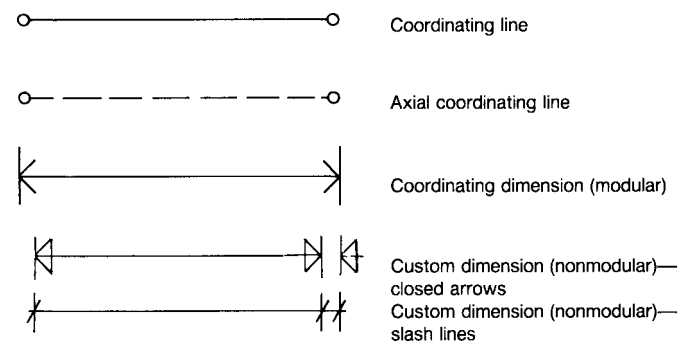 Coordinating line
Axial coordinating line
Coordinating dimension (modular)
Custom dimension (nonmodular)—
closed arrows
Custom dimension (nonmodular)—
slash lines